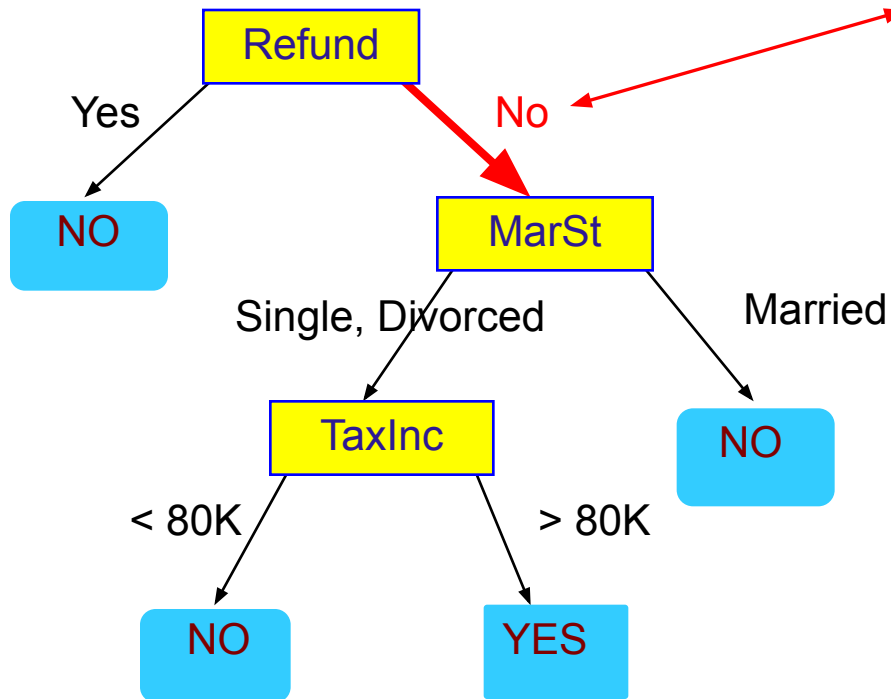 Refund
Yes
No
NO
MarSt
Single, Divorced
Married
TaxInc
NO
< 80K
> 80K
NO
YES